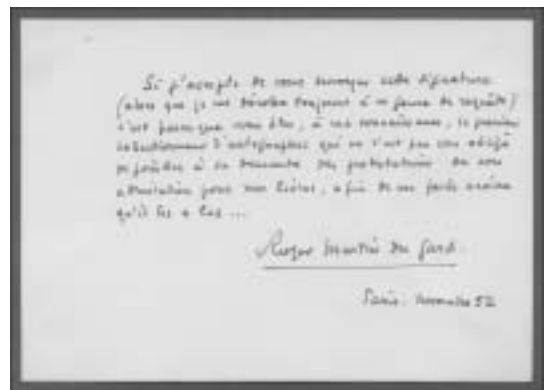 Si j'accepte de vous envoyer cette signature
(alors que je me dérobe toujours à ce genre de requête)
c'est parce que vous êtes, à ma connaissance, le premier
collectionneur d'autographes qui ne s'est pas cru obligé
de joindre à sa demande des protestations de son
admiration pour mes livres, afin de me faire croire
qu'il les a lus ...
Roger Martin du Gard.
Paris. novembre 52